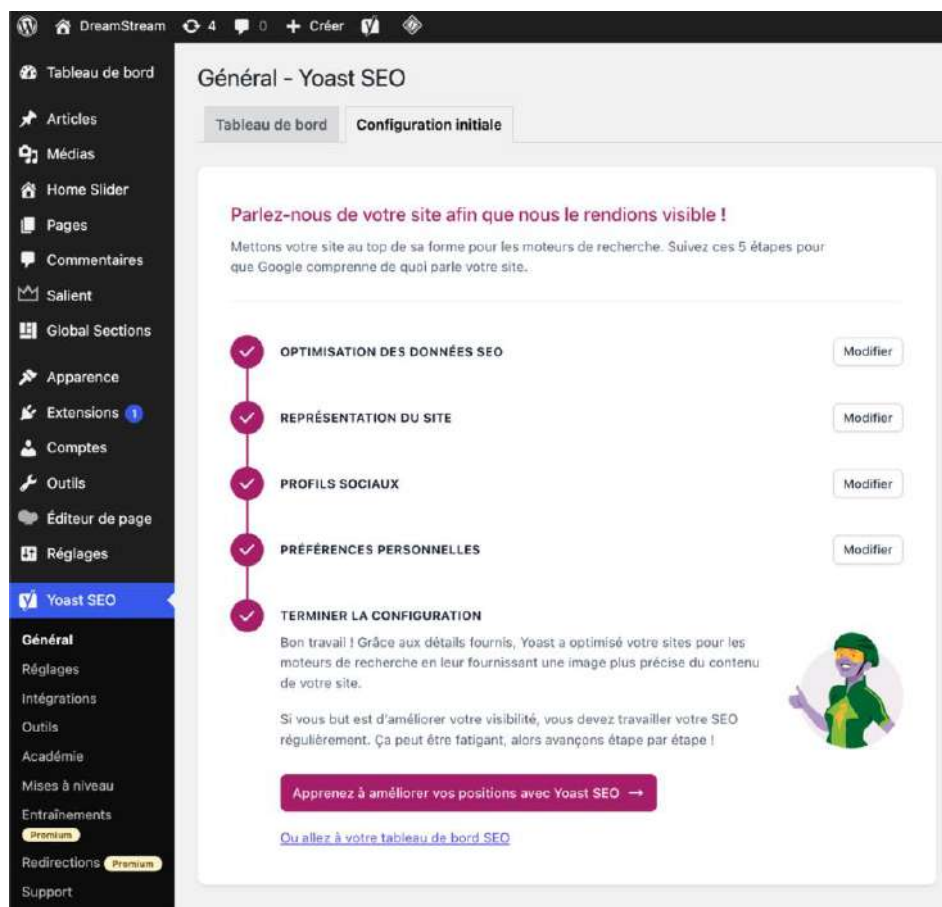 DreamStream 4 0 + Créer
Tableau de bord
Articles
Médias
Home Slider
Pages
Commentaires
Salient
Global Sections
Apparence
Extensions 1
Comptes
Outils
Éditeur de page
Réglages
Yoast SEO
Général
Réglages
Intégrations
Outils
Académie
Mises à niveau
Entraînements
Premium
Redirections Premium
Support
Général - Yoast SEO
Tableau de bord Configuration initiale
Parlez-nous de votre site afin que nous le rendions visible !
Mettons votre site au top de sa forme pour les moteurs de recherche. Suivez ces 5 étapes pour
que Google comprenne de quoi parle votre site.
OPTIMISATION DES DONNÉES SEO Modifier
REPRÉSENTATION DU SITE Modifier
PROFILS SOCIAUX Modifier
PRÉFÉRENCES PERSONNELLES Modifier
TERMINER LA CONFIGURATION
Bon travail ! Grâce aux détails fournis, Yoast a optimisé votre sites pour les
moteurs de recherche en leur fournissant une image plus précise du contenu
de votre site.
Si vous but est d'améliorer votre visibilité, vous devez travailler votre SEO
régulièrement. Ça peut être fatigant, alors avançons étape par étape !
Apprenez à améliorer vos positions avec Yoast SEO →
Ou allez à votre tableau de bord SEO